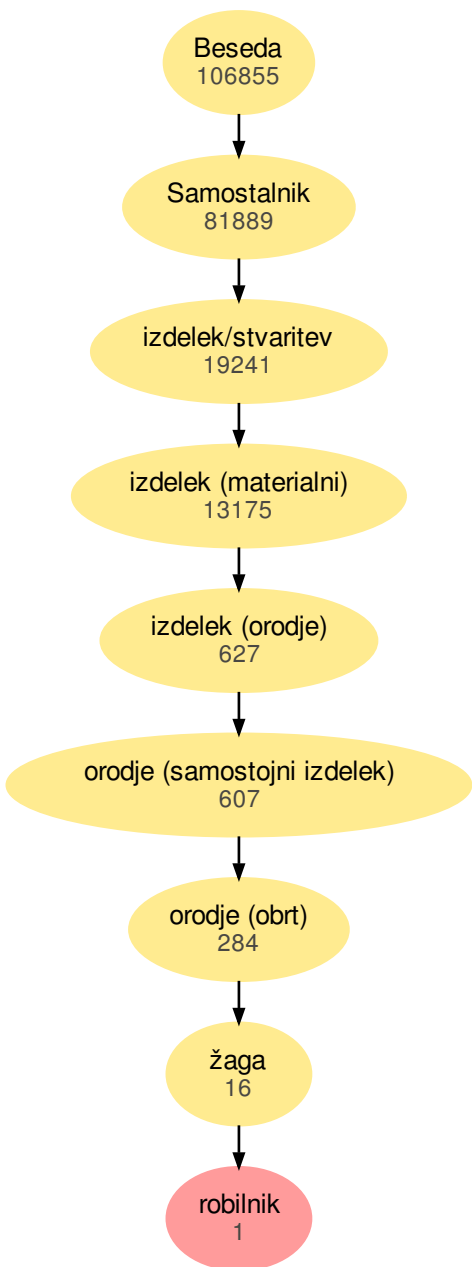 Beseda
106855
Samostalnik
81889
izdelek/stvaritev
19241
izdelek (materialni)
13175
izdelek (orodje)
627
orodje (samostojni izdelek)
607
orodje (obrt)
284
žaga
16
robilnik
1